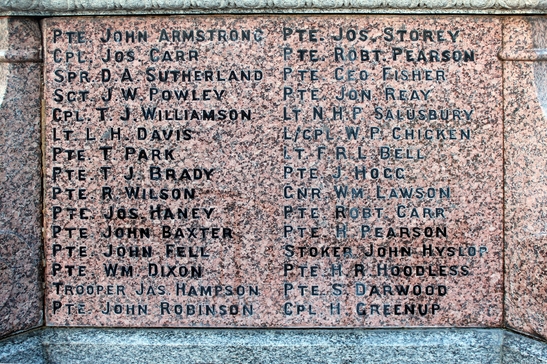 PTE. JOHN ARMSTRONG
CPL. JOS. CARR
SPR. D. A. SUTHERLAND
SGT. J. W. POWLEY
CPL. T. J. WILLIAMSON
LT. L. H. DAVIS
PTE. T. PARK
PTE. T. J. BRADY
PTE. R. WILSON
PTE. JOS. HANEY
PTE. JOHN BAXTER
PTE. JOHN FELL
PTE. WM DIXON
TROOPER JAS HAMPSON
PTE. JOHN ROBINSON
PTE. JOS. STOREY
PTE. ROBT. PEARSON
PTE. GEO FISHER
PTE. JON. REAY
LT. N. H. P. SALUSBURY
L/CPL. W. P. CHICKEN
LT. F. R. L. BELL
PTE. J. HOGG
GNR. WM LAWSON
PTE. ROBT. CARR
PTE. H. PEARSON
STOKER JOHN HYSLOP
PTE. H. R. HOODLESS
PTE. S. DARWOOD
CPL. H. GREENUP